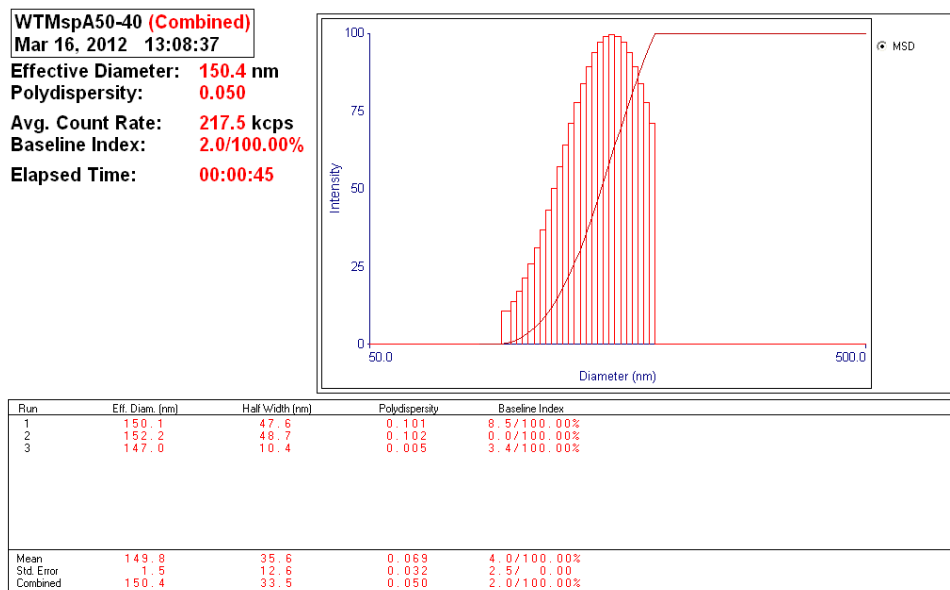 WTMspA50-40 (Combined)
Mar 16, 2012 13:08:37
Effective Diameter: 150.4 nm
Polydispersity: 0.050
Avg. Count Rate: 217.5 kcps
Baseline Index: 2.0/100.00%
Elapsed Time: 00:00:45
100
75
50
25
0
Intensity
50.0 500.0
Diameter (nm)
MSD
Run Eff. Diam. (nm) Half Width (nm) Polydispersity Baseline Index
1 150.1 47.6 0.101 8.5/100.00%
2 152.2 48.7 0.102 0.0/100.00%
3 147.0 10.4 0.005 3.4/100.00%
Mean 149.8 35.6 0.069 4.0/100.00%
Std. Error 1.5 12.6 0.032 2.5/ 0.00
Combined 150.4 33.5 0.050 2.0/100.00%